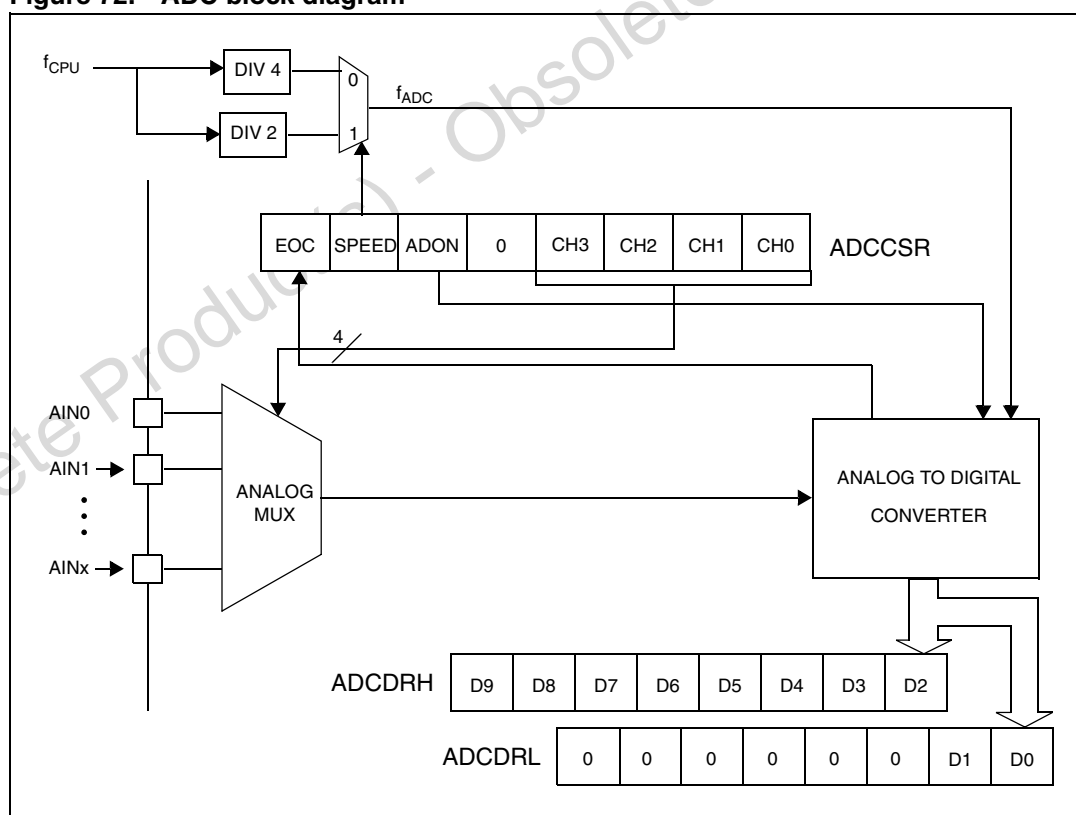 Figure 72. ADC block diagram
fCPU
DIV 4
0
fADC
DIV 2
1
EOC SPEED ADON 0 CH3 CH2 CH1 CH0 ADCCSR
4
AIN0
AIN1
AINx
ANALOG
MUX
ANALOG TO DIGITAL
CONVERTER
ADCDRH D9 D8 D7 D6 D5 D4 D3 D2
ADCDRL 0 0 0 0 0 0 D1 D0
ete Product(s) - Obsolete